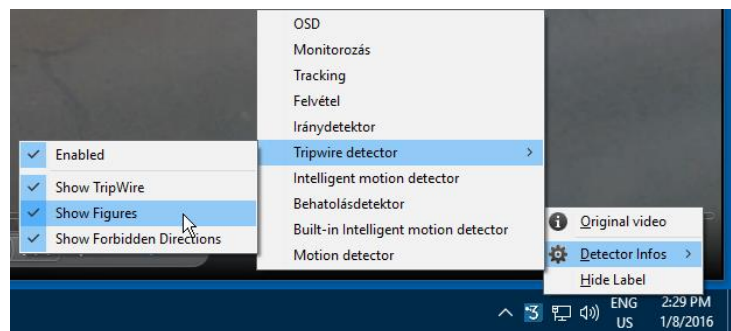 OSD
Monitorozás
Tracking
Felvétel
Iránydetektor
Tripwire detector
Intelligent motion detector
Behatolásdetektor
Built-in Intelligent motion detector
Motion detector
Enabled
Show TripWire
Show Figures
Show Forbidden Directions
Original video
Detector Infos
Hide Label
3
ENG
US
2:29 PM
1/8/2016